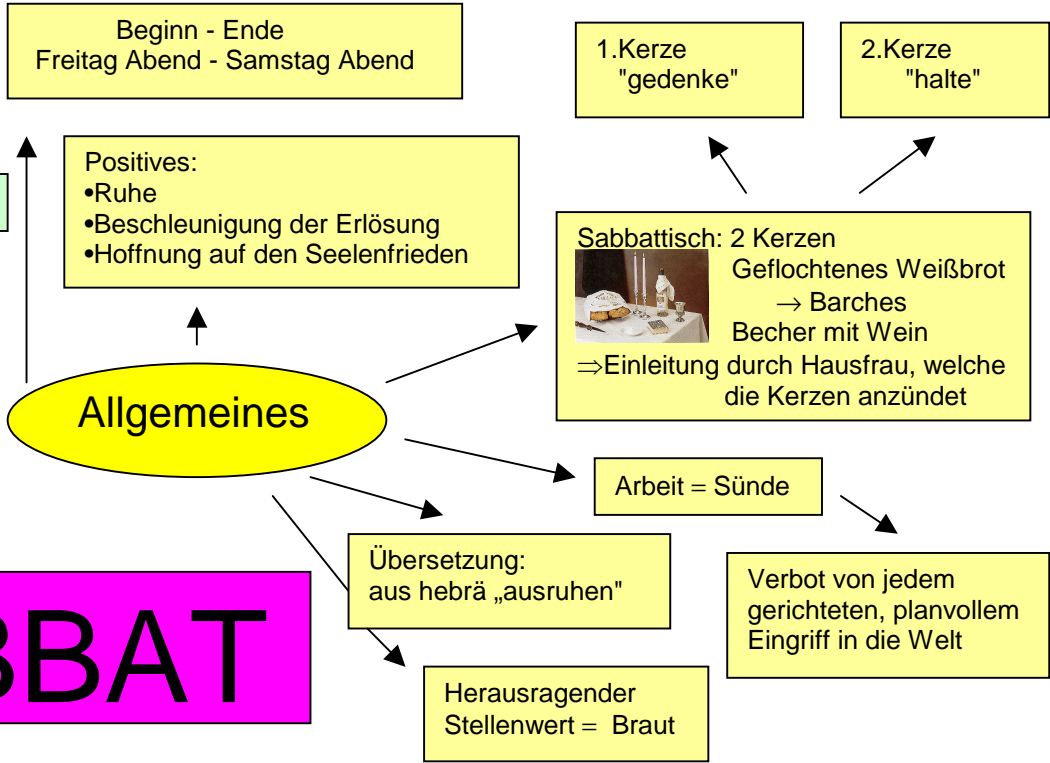 Beginn - Ende
Freitag Abend - Samstag Abend
1.Kerze
"gedenke"
2.Kerze
"halte"
Positives:
•Ruhe
•Beschleunigung der Erlösung
•Hoffnung auf den Seelenfrieden
Sabbattisch: 2 Kerzen
Geflochtenes Weißbrot
→ Barches
Becher mit Wein
⇒Einleitung durch Hausfrau, welche
die Kerzen anzündet
Allgemeines
Arbeit = Sünde
Übersetzung:
aus hebrä „ausruhen"
Verbot von jedem
gerichteten, planvollem
Eingriff in die Welt
BBAT
Herausragender
Stellenwert = Braut